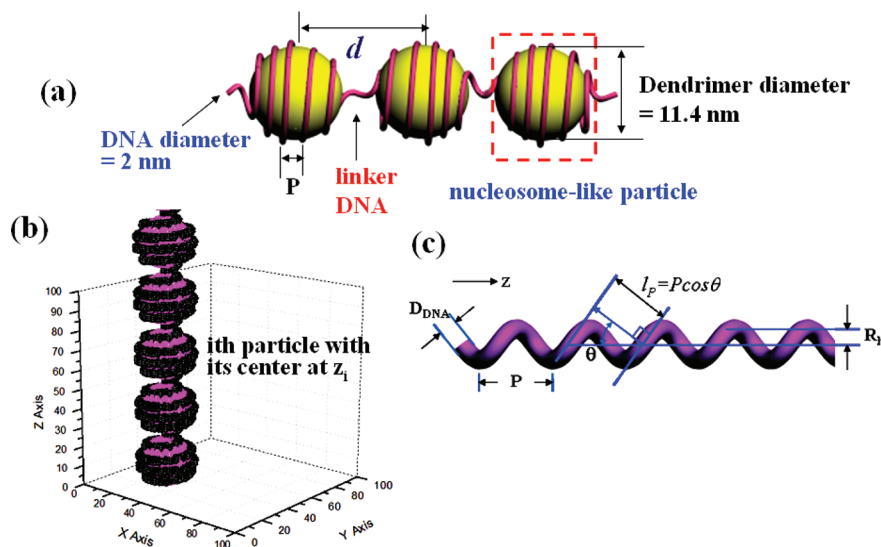 (a)
d
DNA diameter
= 2 nm
P
linker
DNA
Dendrimer diameter
= 11.4 nm
nucleosome-like particle
(b)
100
90
80
70
60
50
40
30
20
10
0
Z Axis
ith particle with
its center at zᵢ
0
20
40
60
80
100
X Axis
0
20
40
60
80
100
Y Axis
(c)
z
l_P=Pcosθ
D_DNA
θ
P